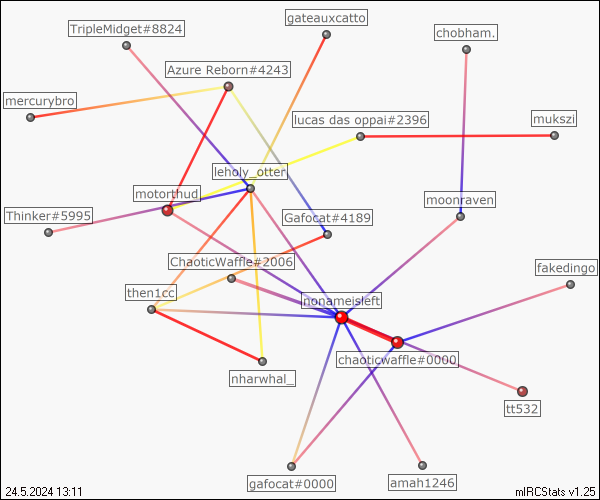 TripleMidget#8824
gateauxcatto
chobham.
Azure Reborn#4243
mercurybro
lucas das oppai#2396
mukszi
leholy_otter
motorthud
moonraven
Thinker#5995
Gafocat#4189
ChaoticWaffle#2006
fakedingo
then1cc
nonameisleft
chaoticwaffle#0000
nharwhal_
tt532
gafocat#0000
amah1246
24.5.2024 13:11
mIRCStats v1.25